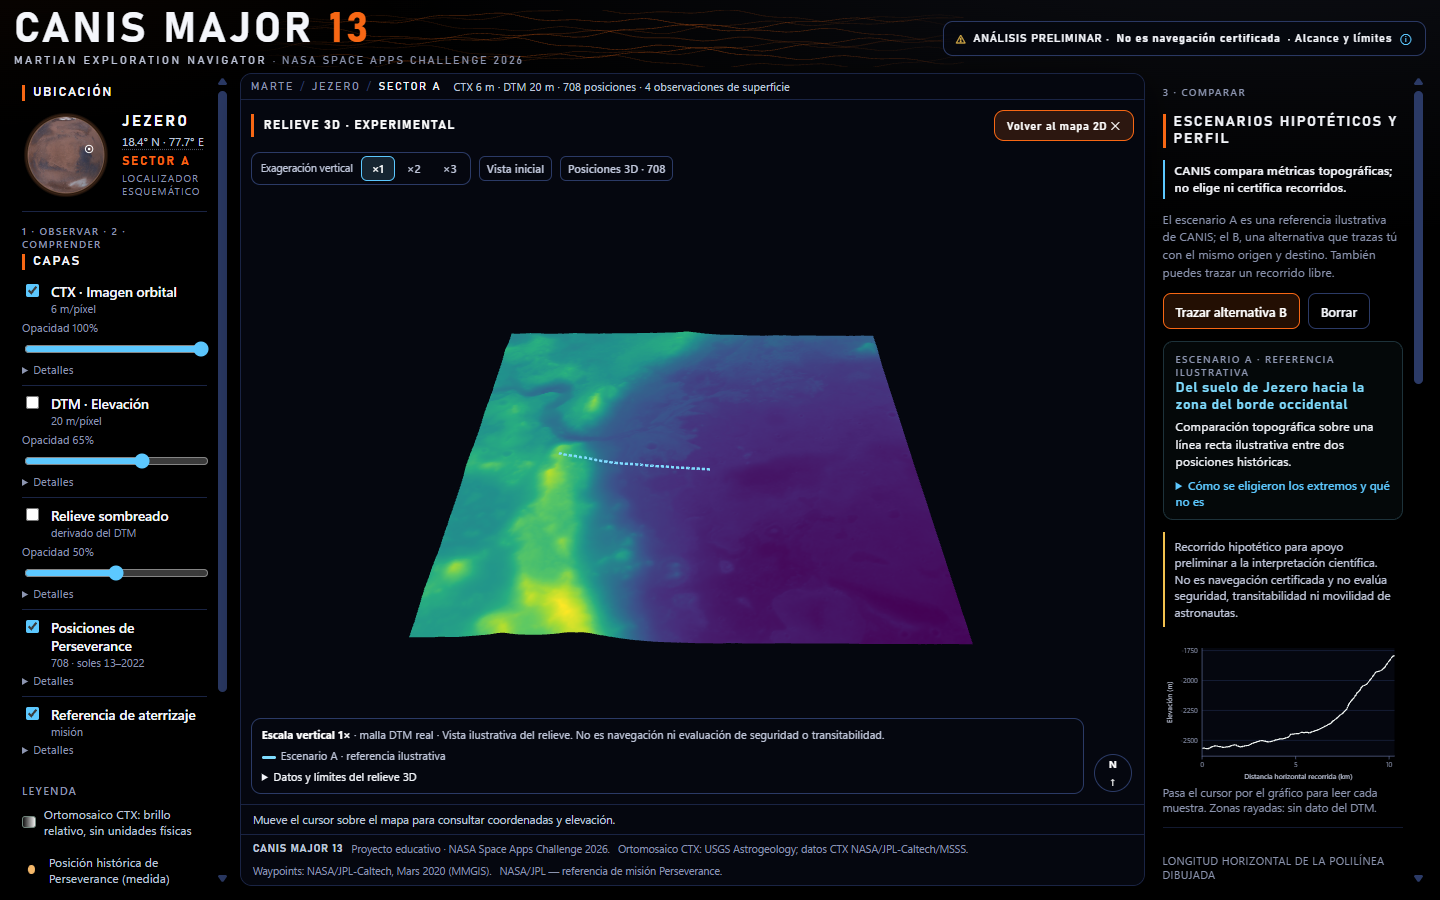 CANIS MAJOR 13
MARTIAN EXPLORATION NAVIGATOR · NASA SPACE APPS CHALLENGE 2026
⚠ ANÁLISIS PRELIMINAR · No es navegación certificada · Alcance y límites ⓘ
UBICACIÓN
JEZERO
18.4° N · 77.7° E
SECTOR A
LOCALIZADOR
ESQUEMÁTICO
1 · OBSERVAR · 2 ·
COMPRENDER
CAPAS
CTX · Imagen orbital
6 m/píxel
Opacidad 100%
▶ Detalles
DTM · Elevación
20 m/píxel
Opacidad 65%
▶ Detalles
Relieve sombreado
derivado del DTM
Opacidad 50%
▶ Detalles
Posiciones de
Perseverance
708 · soles 13–2022
▶ Detalles
Referencia de aterrizaje
misión
▶ Detalles
LEYENDA
Ortomosaico CTX: brillo
relativo, sin unidades físicas
Posición histórica de
Perseverance (medida)
MARTE / JEZERO / SECTOR A CTX 6 m · DTM 20 m · 708 posiciones · 4 observaciones de superficie
RELIEVE 3D · EXPERIMENTAL
Volver al mapa 2D ✕
Exageración vertical ×1 ×2 ×3
Vista inicial
Posiciones 3D · 708
Escala vertical 1× · malla DTM real · Vista ilustrativa del relieve. No es navegación ni evaluación de seguridad o transitabilidad.
Escenario A · referencia ilustrativa
▶ Datos y límites del relieve 3D
N
↑
Mueve el cursor sobre el mapa para consultar coordenadas y elevación.
CANIS MAJOR 13 Proyecto educativo · NASA Space Apps Challenge 2026. Ortomosaico CTX: USGS Astrogeology; datos CTX NASA/JPL-Caltech/MSSS.
Waypoints: NASA/JPL-Caltech, Mars 2020 (MMGIS). NASA/JPL — referencia de misión Perseverance.
3 · COMPARAR
ESCENARIOS HIPOTÉTICOS Y
PERFIL
CANIS compara métricas topográficas;
no elige ni certifica recorridos.
El escenario A es una referencia ilustrativa
de CANIS; el B, una alternativa que trazas tú
con el mismo origen y destino. También
puedes trazar un recorrido libre.
Trazar alternativa B
Borrar
ESCENARIO A · REFERENCIA
ILUSTRATIVA
Del suelo de Jezero hacia la
zona del borde occidental
Comparación topográfica sobre una
línea recta ilustrativa entre dos
posiciones históricas.
▶ Cómo se eligieron los extremos y qué
no es
Recorrido hipotético para apoyo
preliminar a la interpretación científica.
No es navegación certificada y no evalúa
seguridad, transitabilidad ni movilidad de
astronautas.
Elevación (m)
-1750
-2000
-2250
-2500
0 5 10
Distancia horizontal recorrida (km)
Pasa el cursor por el gráfico para leer cada
muestra. Zonas rayadas: sin dato del DTM.
LONGITUD HORIZONTAL DE LA POLILÍNEA
DIBUJADA